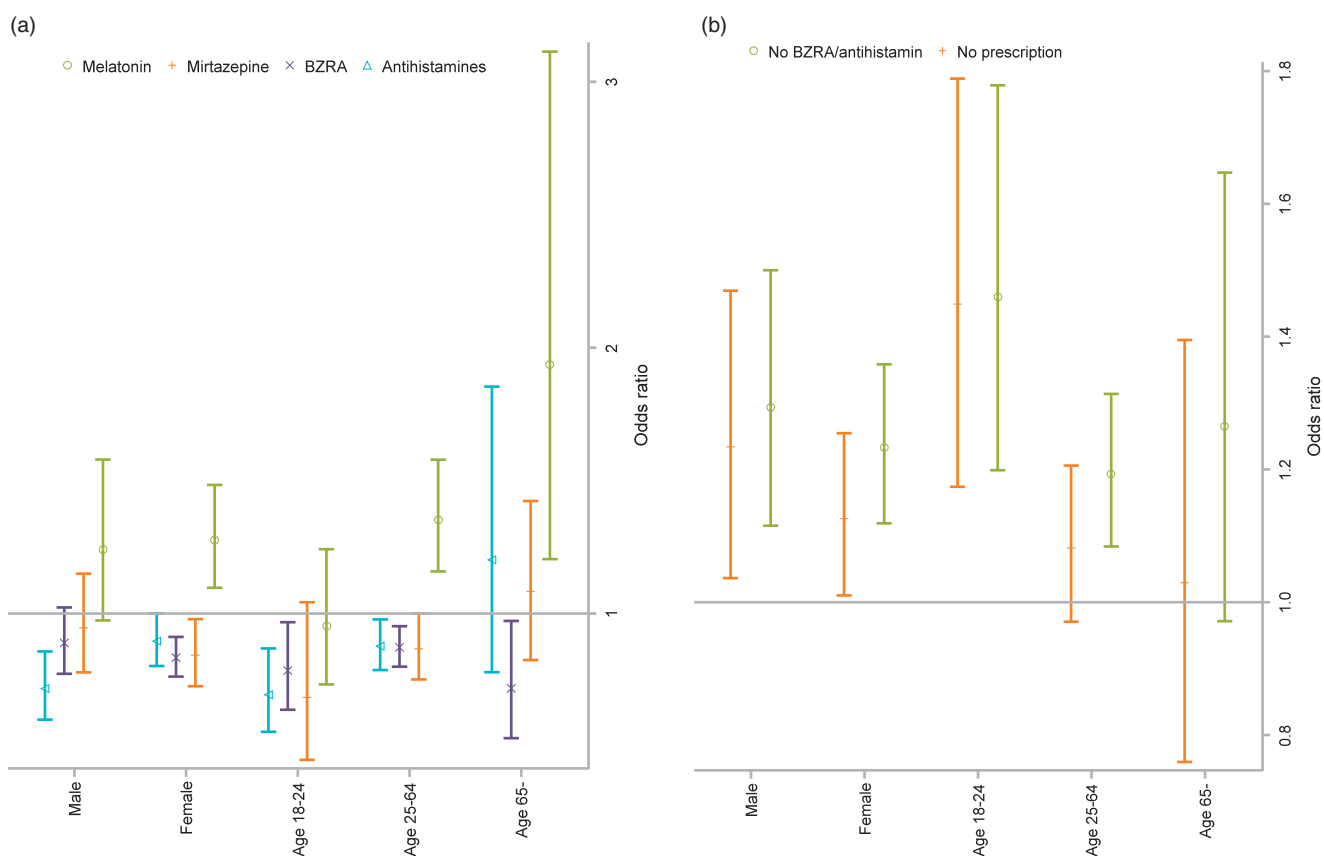 (a)
Melatonin Mirtazepine BZRA Antihistamines
3
2
1
Odds ratio
Male
Female
Age 18-24
Age 25-64
Age 65-
(b)
No BZRA/antihistamin No prescription
1.8
1.6
1.4
1.2
1.0
0.8
Odds ratio
Male
Female
Age 18-24
Age 25-64
Age 65-